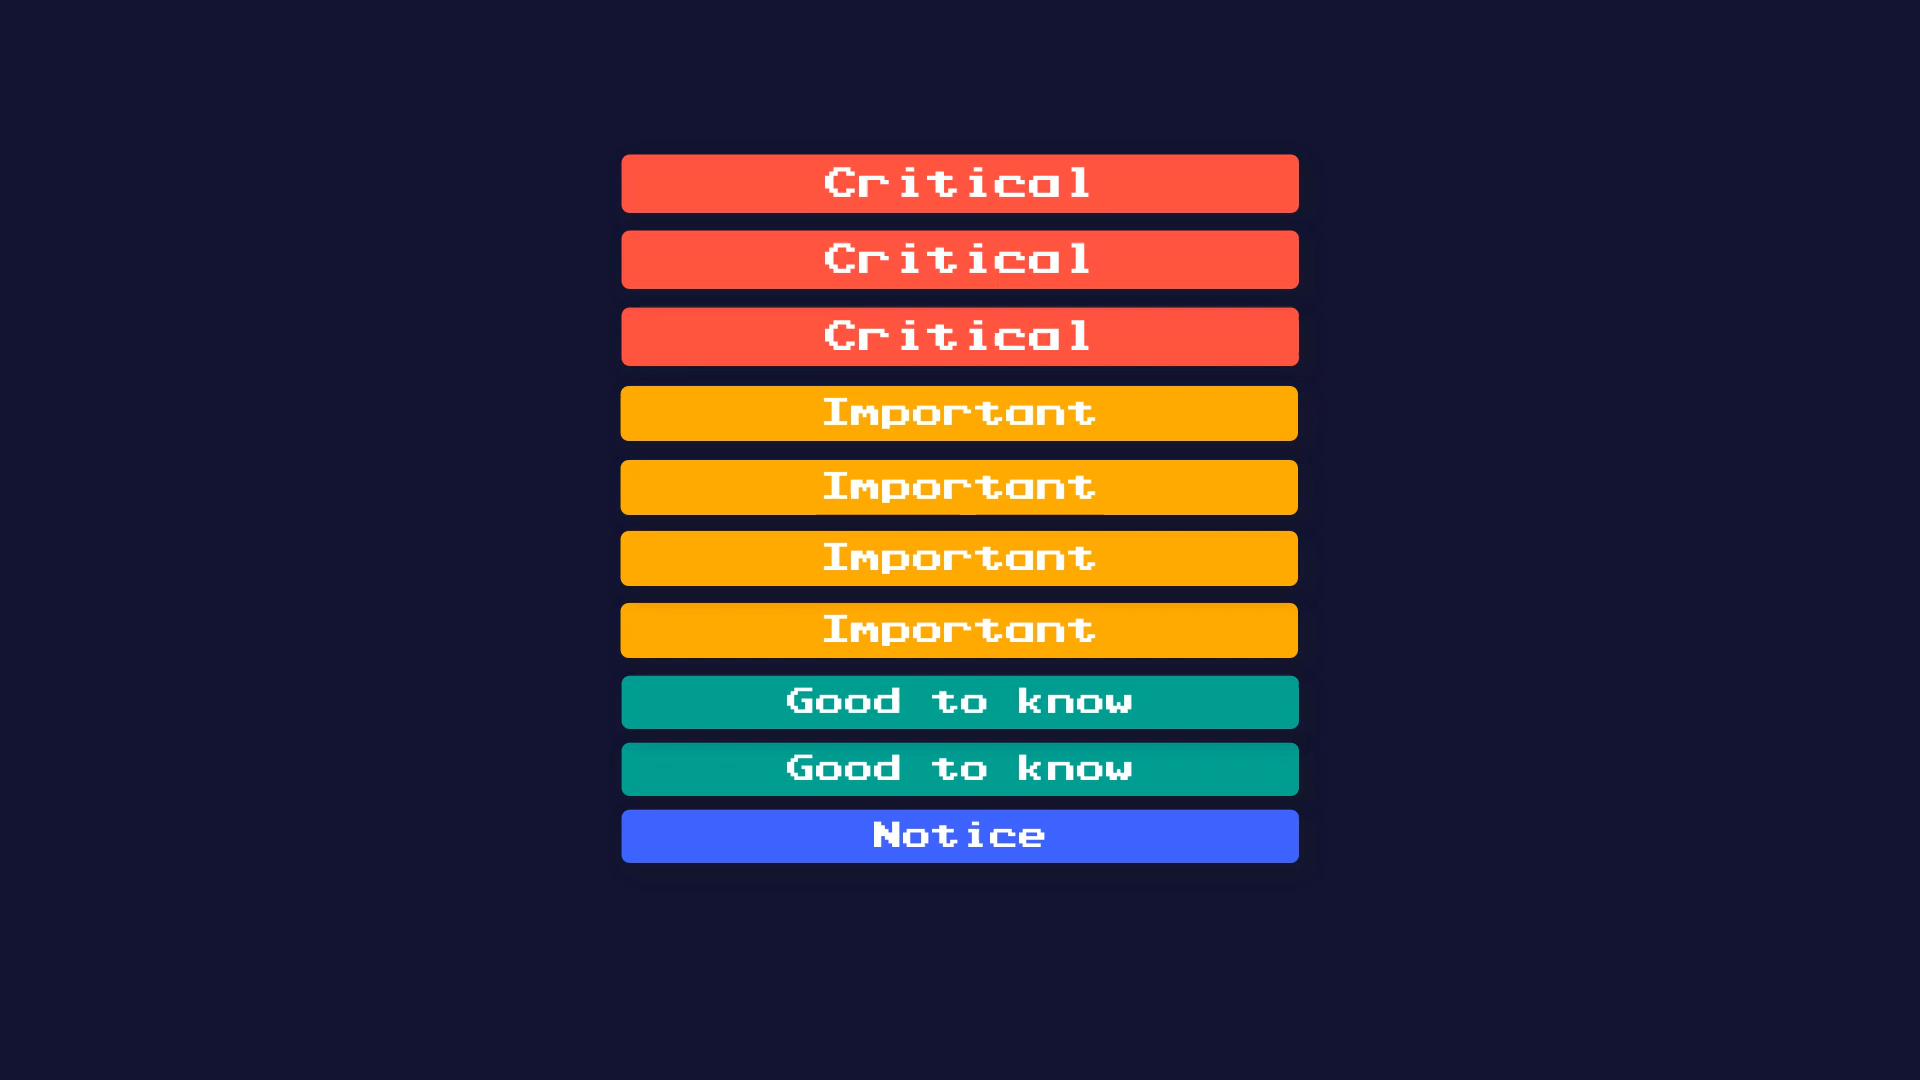 Critical
Critical
Critical
Important
Important
Important
Important
Good to know
Good to know
Notice